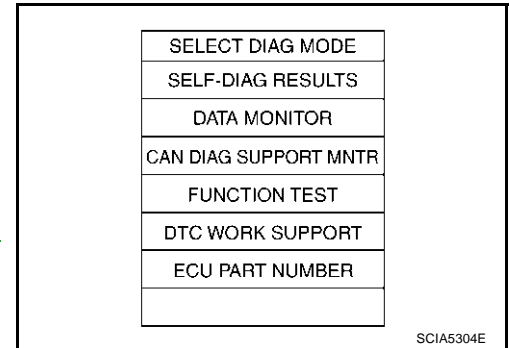 SELECT DIAG MODE
SELF-DIAG RESULTS
DATA MONITOR
CAN DIAG SUPPORT MNTR
FUNCTION TEST
DTC WORK SUPPORT
ECU PART NUMBER
SCIA5304E